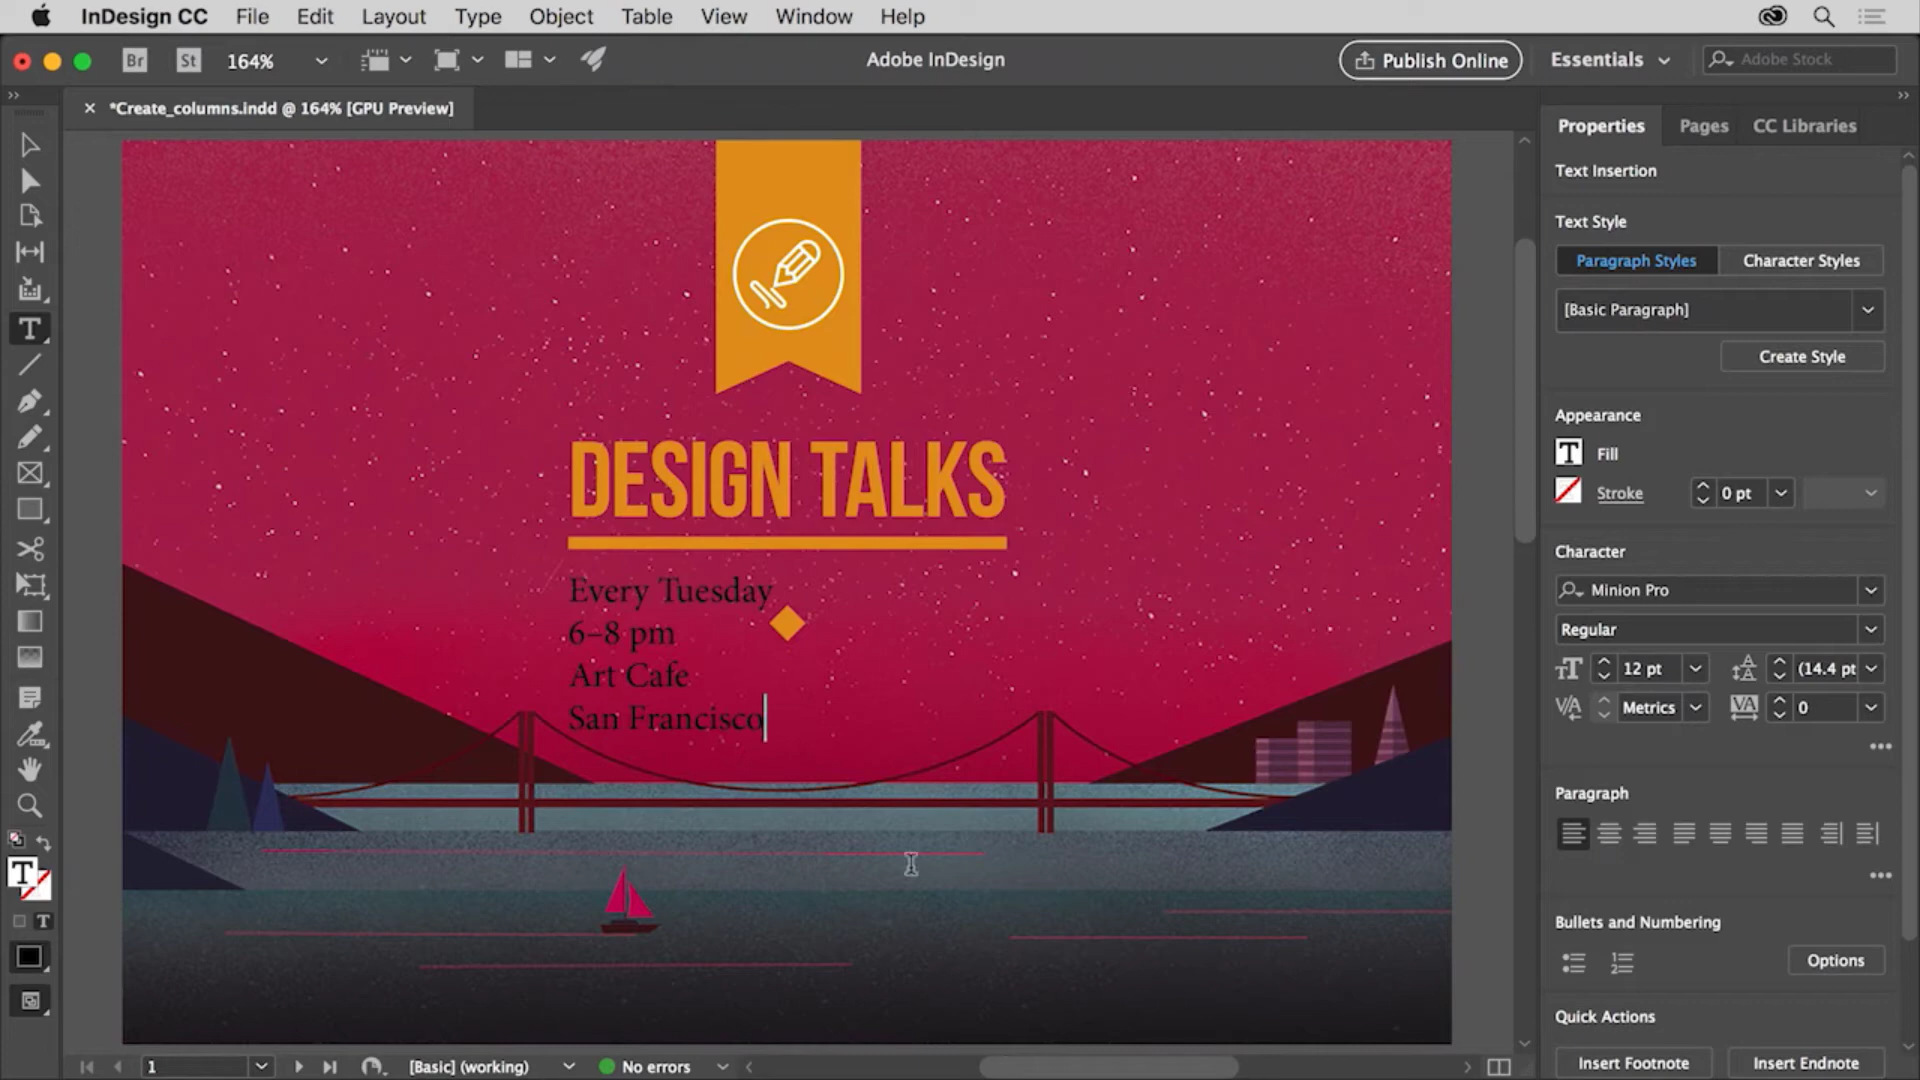 InDesign CC File Edit Layout Type Object Table View Window Help
Br St 164% Adobe InDesign Publish Online Essentials Adobe Stock
*Create_columns.indd @ 164% [GPU Preview]
Properties Pages CC Libraries
Text Insertion
Text Style
Paragraph Styles Character Styles
[Basic Paragraph]
Create Style
Appearance
T Fill
Stroke 0 pt
Character
Minion Pro
Regular
12 pt (14.4 pt
Metrics 0
Paragraph
Bullets and Numbering
Options
Quick Actions
Insert Footnote Insert Endnote
DESIGN TALKS
Every Tuesday
6–8 pm
Art Cafe
San Francisco
1 [Basic] (working) No errors